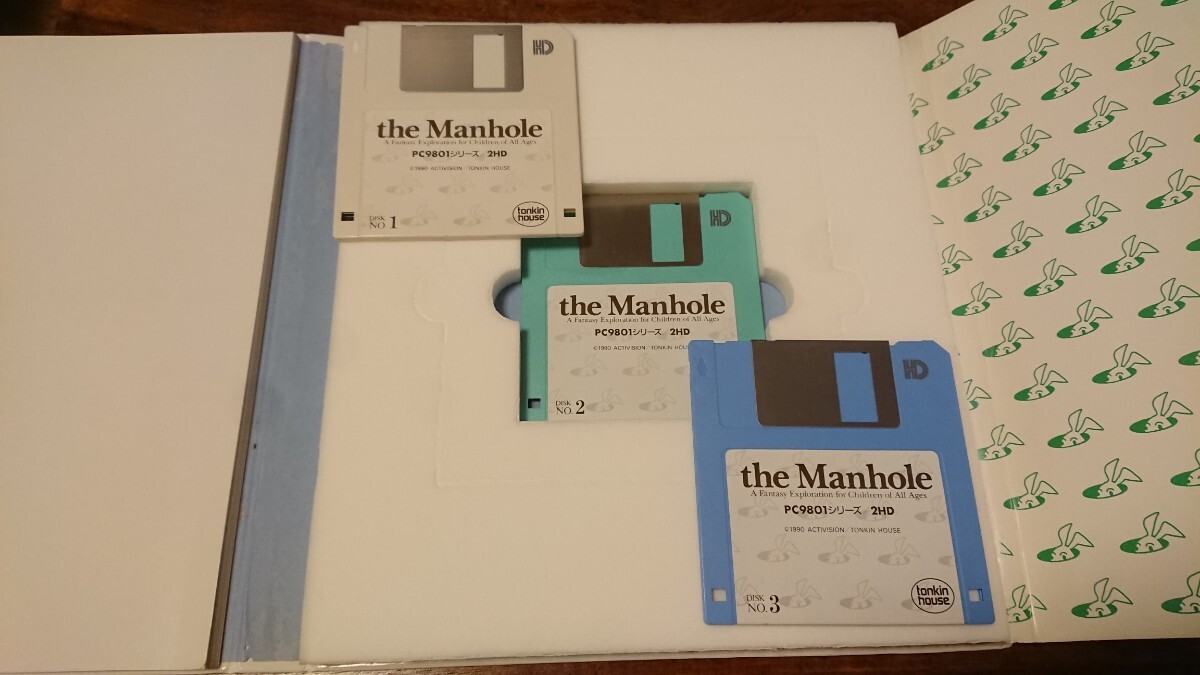 HD
the Manhole
A Fantasy Exploration for Children of All Ages
PC9801シリーズ/2HD
©1990 ACTIVISION/TONKIN HOUSE
DISK
NO. 1
tonkin
house
HD
the Manhole
A Fantasy Exploration for Children of All Ages
PC9801シリーズ/2HD
©1990 ACTIVISION/TONKIN
DISK
NO. 2
HD
the Manhole
A Fantasy Exploration for Children of All Ages
PC9801シリーズ/2HD
©1990 ACTIVISION/TONKIN HOUSE
DISK
NO. 3
tonkin
house